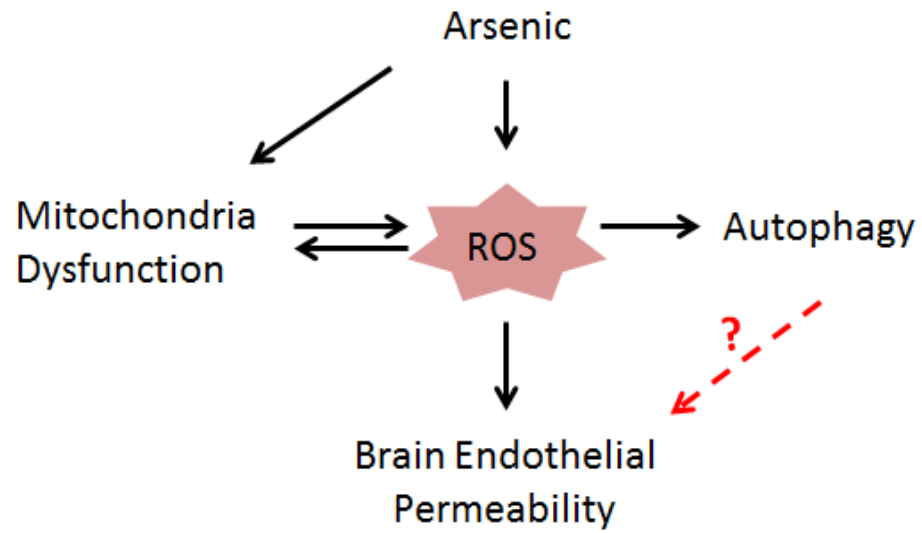 Arsenic
Mitochondria
Dysfunction
ROS
Autophagy
?
Brain Endothelial
Permeability